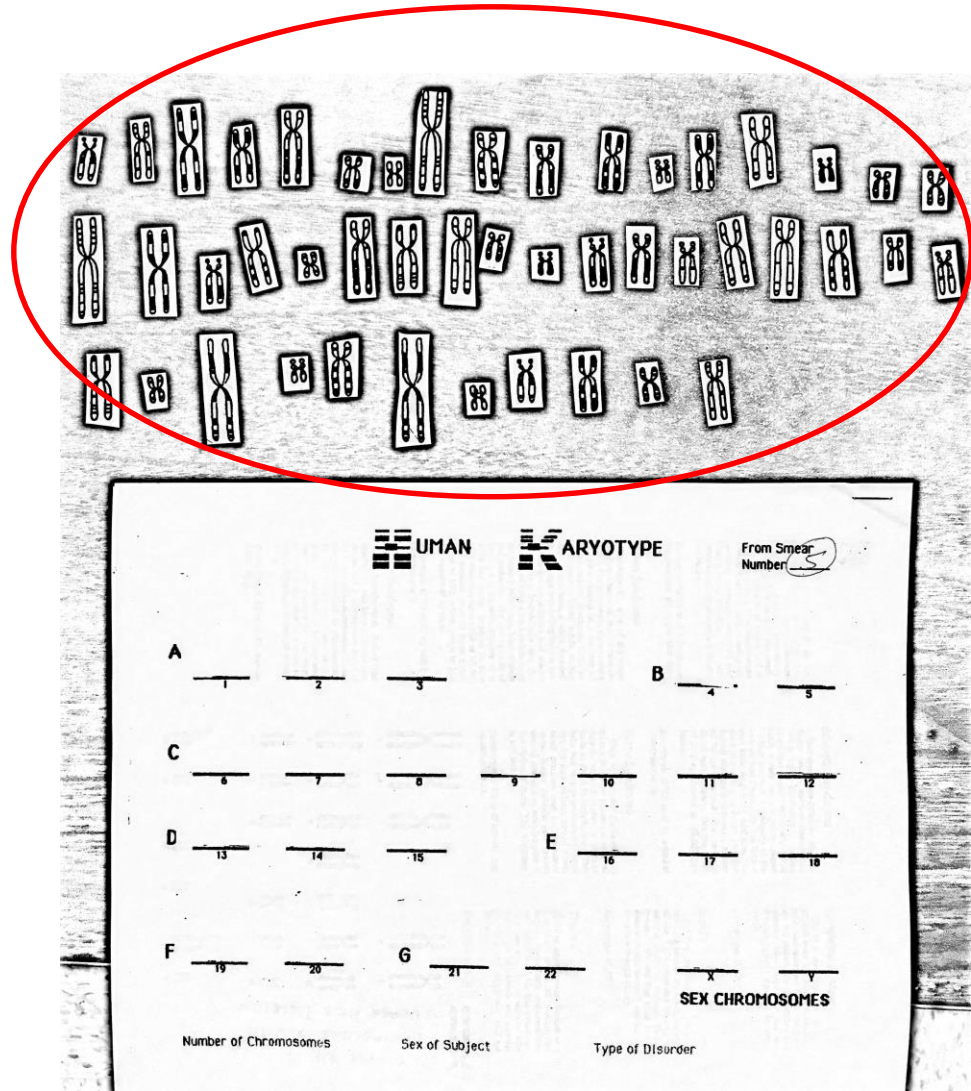 HUMAN KARYOTYPE
From Smear
Number 5
A
1 2 3
B
4 5
C
6 7 8 9 10 11 12
D
13 14 15
E
16 17 18
F
19 20
G
21 22
X Y
SEX CHROMOSOMES
Number of Chromosomes Sex of Subject Type of Disorder